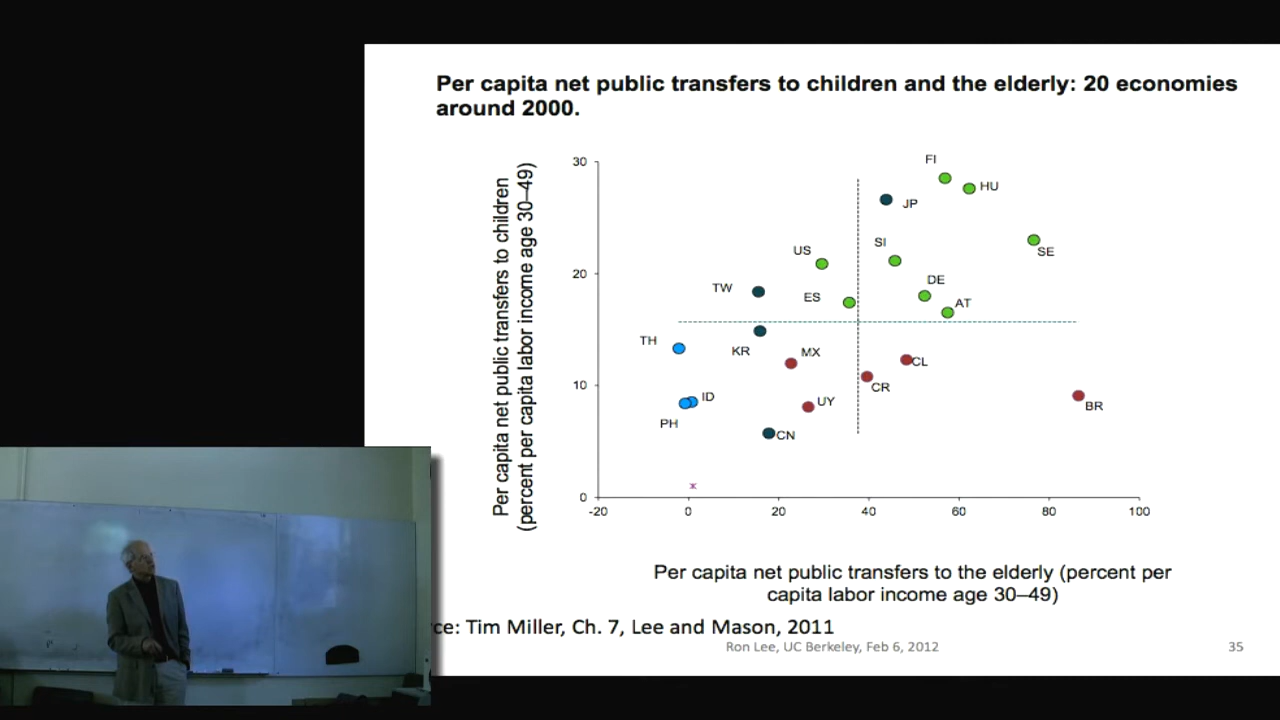 Per capita net public transfers to children and the elderly: 20 economies
around 2000.
Per capita net public transfers to children
(percent per capita labor income age 30–49)
30
20
10
0
FI
HU
JP
SE
SI
US
DE
TW
ES
AT
TH
KR
MX
CL
CR
ID
UY
BR
PH
CN
x
-20 0 20 40 60 80 100
Per capita net public transfers to the elderly (percent per
capita labor income age 30–49)
ce: Tim Miller, Ch. 7, Lee and Mason, 2011
Ron Lee, UC Berkeley, Feb 6, 2012
35